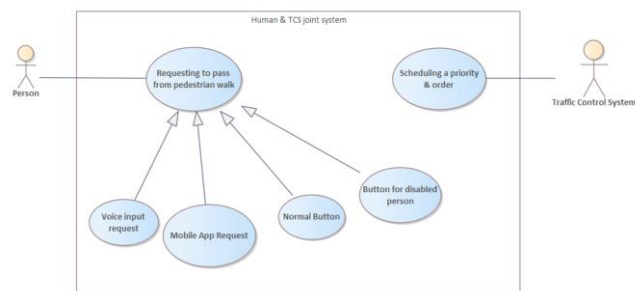 Human & TCS joint system
Requesting to pass
from pedestrian walk
Scheduling a priority
& order
Person
Traffic Control System
Button for disabled
person
Voice input
request
Normal Button
Mobile App Request